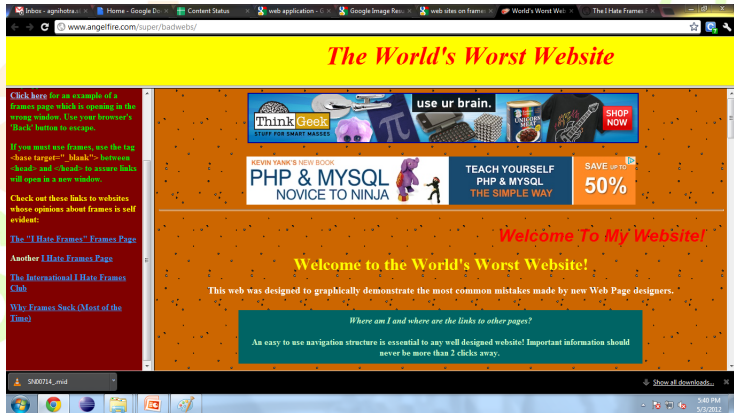 Inbox - agnihotra.e
Home - Google Do
Content Status
web application - G
Google Image Resu
web sites on frames
World's Worst Web
The I Hate Frames F
www.angelfire.com/super/badwebs/
The World's Worst Website
Click here for an example of a
frames page which is opening in the
wrong window. Use your browser's
'Back' button to escape.
If you must use frames, use the tag
<base target="_blank"> between
<head> and </head> to assure links
will open in a new window.
Check out these links to websites
whose opinions about frames is self
evident:
The "I Hate Frames" Frames Page
Another I Hate Frames Page
The International I Hate Frames
Club
Why Frames Suck (Most of the
Time)
ThinkGeek
STUFF FOR SMART MASSES
use ur brain.
UNICORN
MEAT
SHOP
NOW
KEVIN YANK'S NEW BOOK
PHP & MYSQL
NOVICE TO NINJA
TEACH YOURSELF
PHP & MYSQL
THE SIMPLE WAY
SAVE UP TO
50%
Welcome To My Website!
Welcome to the World's Worst Website!
This web was designed to graphically demonstrate the most common mistakes made by new Web Page designers.
Where am I and where are the links to other pages?
An easy to use navigation structure is essential to any well designed website! Important information should
never be more than 2 clicks away.
SN00714_.mid
Show all downloads...
5:40 PM
5/3/2012